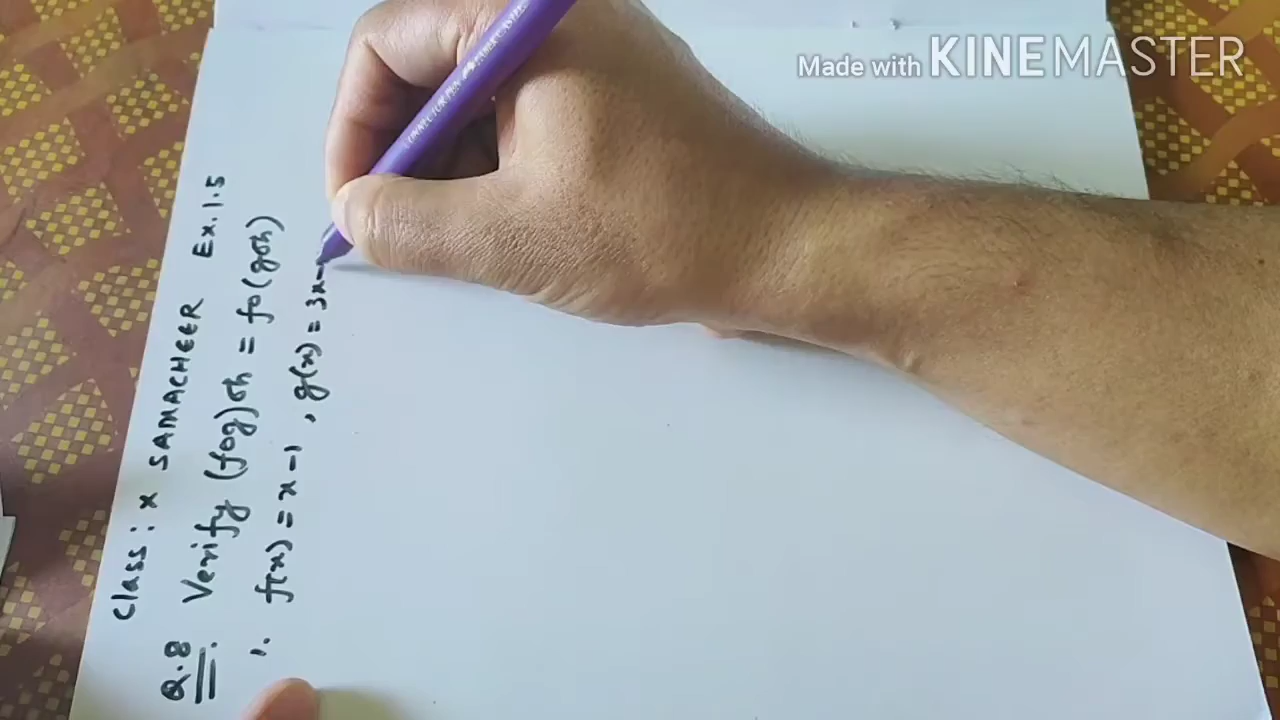 Made with KINEMASTER
Class: X SAMACHEER Ex.1.5
Q.8. Verify (fog)oh = fo(goh)
1. f(x) = x-1, g(x) = 3x-